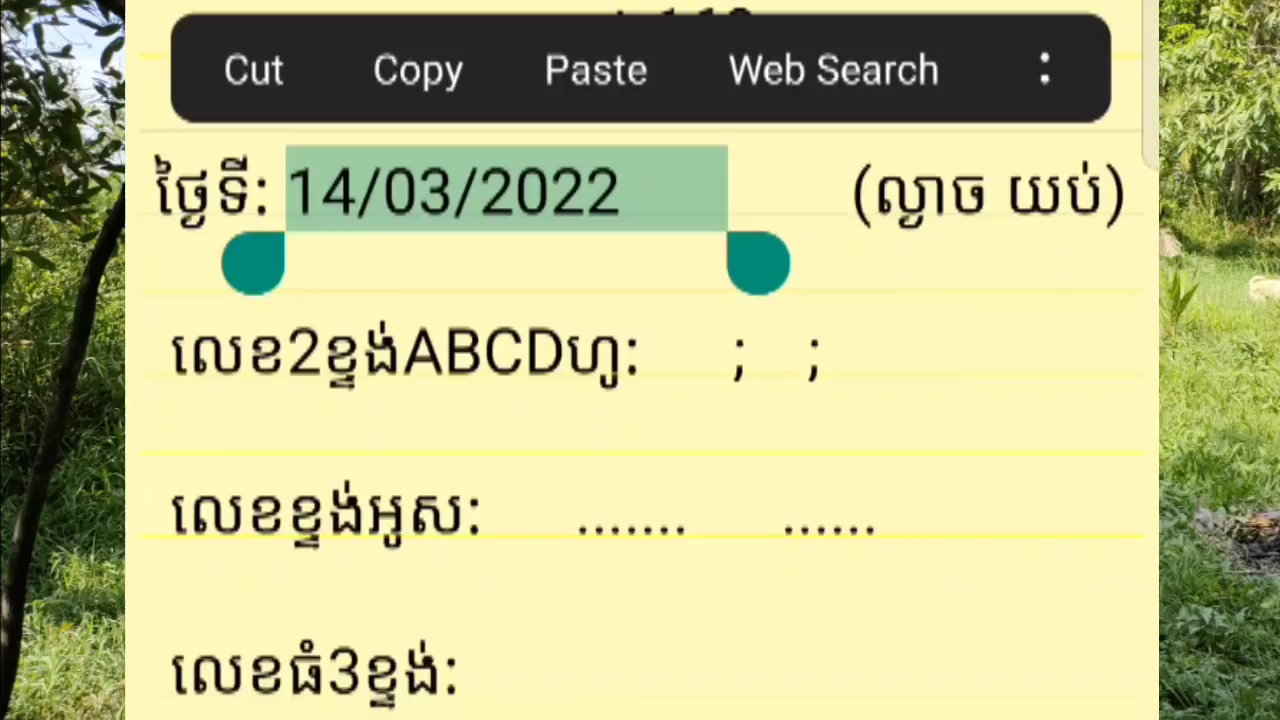 Cut Copy Paste Web Search
ថ្ងៃទី: 14/03/2022 (ល្ងាច យប់)
លេខ2ខ្ទង់ABCDហូ: ; ;
លេខខ្ទង់អូស: ....... ......
លេខធំ3ខ្ទង់: